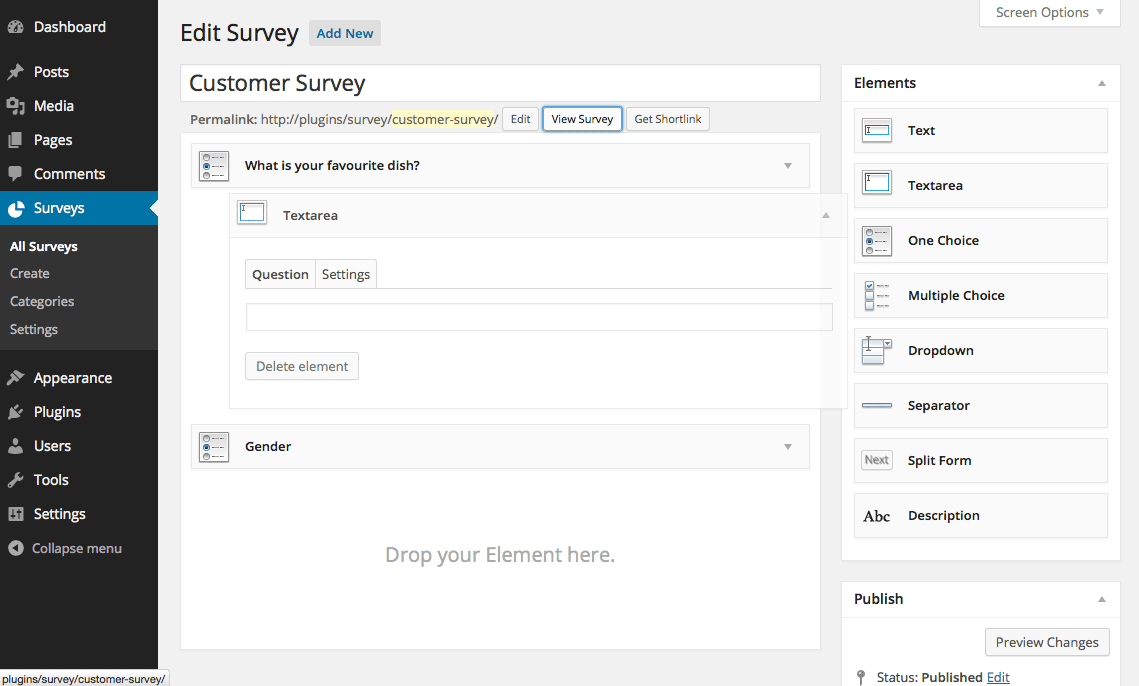 Dashboard
Posts
Media
Pages
Comments
Surveys
All Surveys
Create
Categories
Settings
Appearance
Plugins
Users
Tools
Settings
Collapse menu
plugins/survey/customer-survey/
Screen Options
Edit Survey Add New
Customer Survey
Permalink: http://plugins/survey/customer-survey/ Edit View Survey Get Shortlink
What is your favourite dish?
Textarea
Question Settings
Delete element
Gender
Drop your Element here.
Elements
Text
Textarea
One Choice
Multiple Choice
Dropdown
Separator
Next Split Form
Abc Description
Publish
Preview Changes
Status: Published Edit